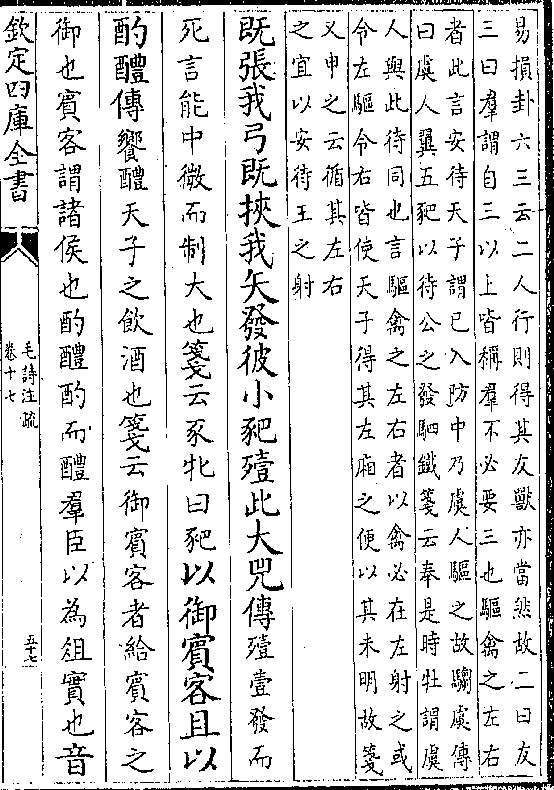 易損卦六三云二人行則得其友獸亦當然故二曰友
三曰羣謂自三以上皆稱羣不必要三也驅禽之左右
者此言安待天子謂已入防中乃虞人驅之故騶虞傳
曰虞人翼五豝以待公之發駟鐵箋云奉是時牡謂虞
人與此待同也言驅禽之左右者以禽必在左射之或
令左驅令右皆使天子得其左廂之便以其未明故箋
又申之云循其左右
之宜以安待王之射
既張我弓既挾我矢發彼小豝殪此大兕傳殪壹發而
死言能中微而制大也箋云豕牝曰豝以御賓客且以
酌醴傳饗醴天子之飲酒也箋云御賓客者給賓客之
御也賓客謂諸侯也酌醴酌而醴羣臣以為俎實也音
欽定四庫全書
毛詩注疏
卷十七
五十七